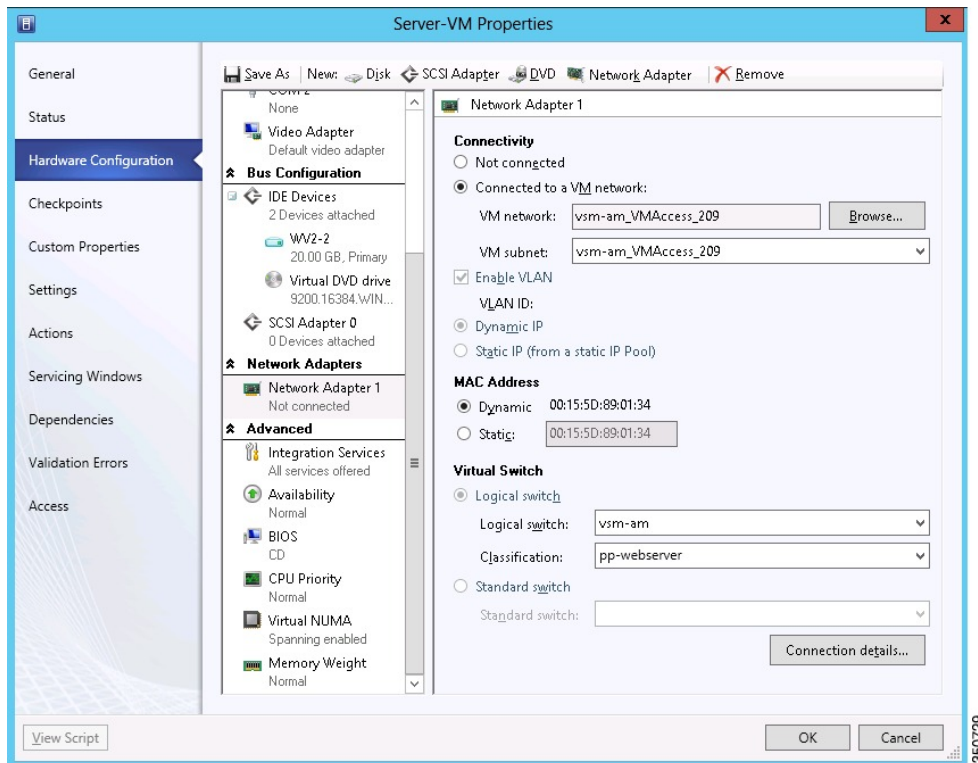 Server-VM Properties
x
General
Status
Hardware Configuration
Checkpoints
Custom Properties
Settings
Actions
Servicing Windows
Dependencies
Validation Errors
Access
Save As New: Disk SCSI Adapter DVD Network Adapter Remove
COM 2
None
Video Adapter
Default video adapter
Bus Configuration
IDE Devices
2 Devices attached
WV2-2
20.00 GB, Primary
Virtual DVD drive
9200.16384.WIN...
SCSI Adapter 0
0 Devices attached
Network Adapters
Network Adapter 1
Not connected
Advanced
Integration Services
All services offered
Availability
Normal
BIOS
CD
CPU Priority
Normal
Virtual NUMA
Spanning enabled
Memory Weight
Normal
Network Adapter 1
Connectivity
Not connected
Connected to a VM network:
VM network: vsm-am_VMAccess_209 Browse...
VM subnet: vsm-am_VMAccess_209
Enable VLAN
VLAN ID:
Dynamic IP
Static IP (from a static IP Pool)
MAC Address
Dynamic 00:15:5D:89:01:34
Static: 00:15:5D:89:01:34
Virtual Switch
Logical switch
Logical switch: vsm-am
Classification: pp-webserver
Standard switch
Standard switch:
Connection details...
View Script
OK Cancel